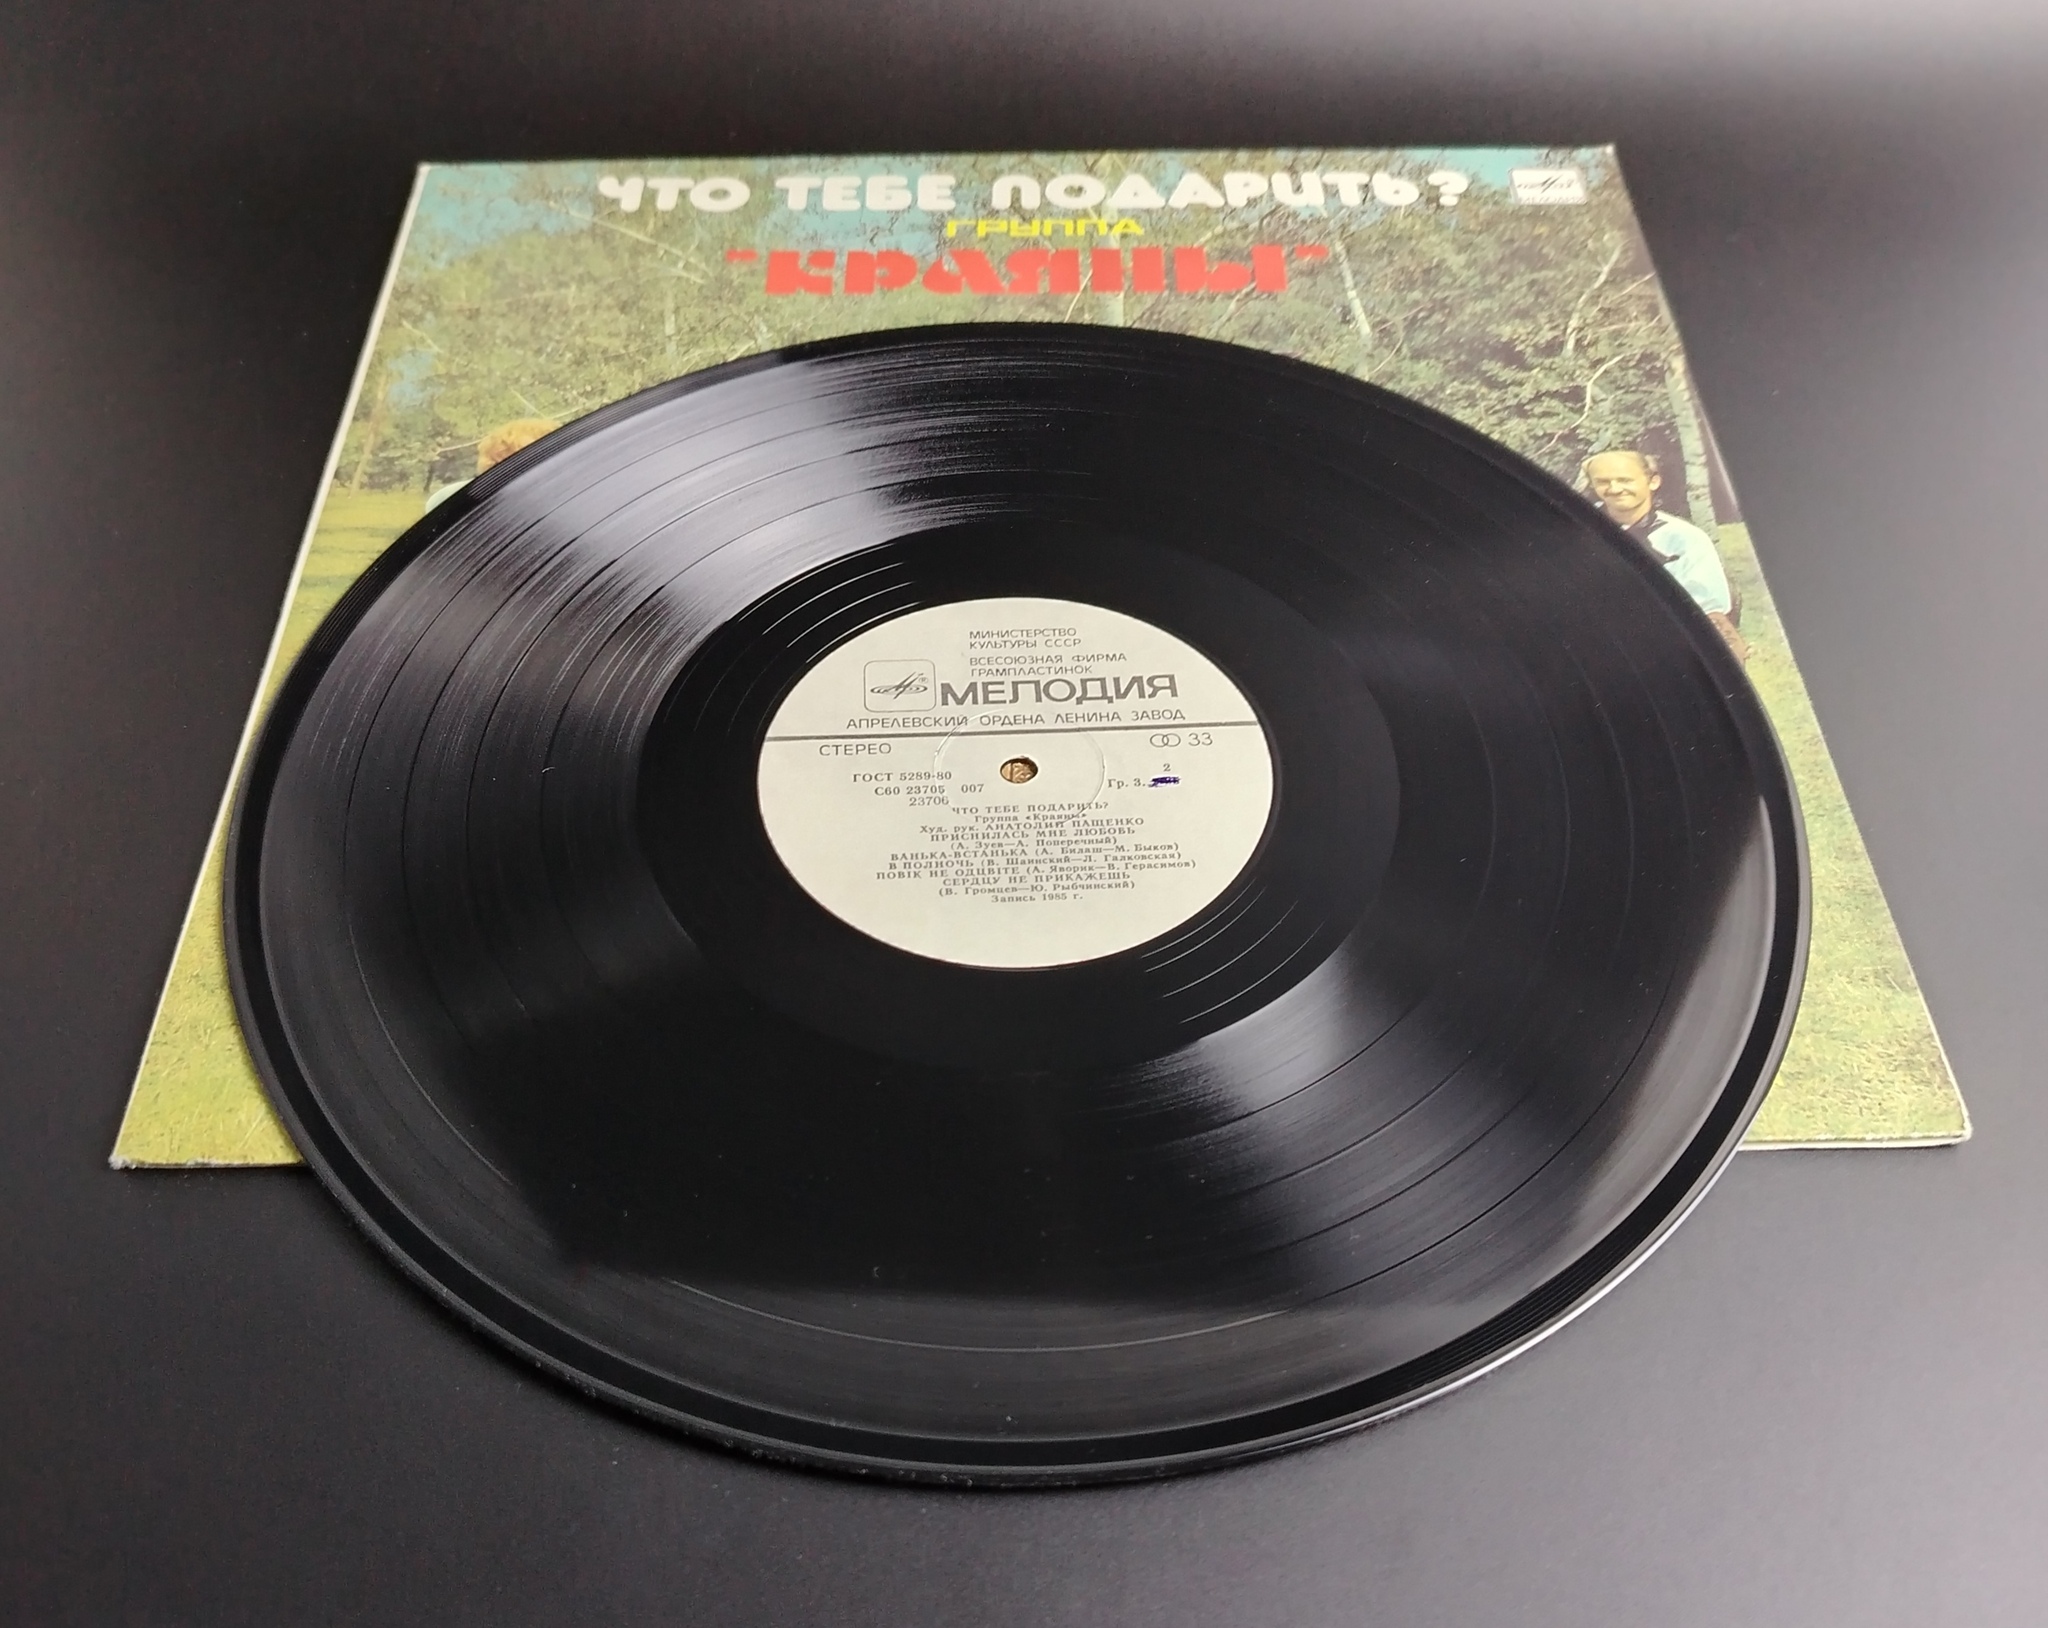 ЧТО ТЕБЕ ПОДАРИТЬ?
ГРУППА
"КРАЯНЫ"
МИНИСТЕРСТВО
КУЛЬТУРЫ СССР
ВСЕСОЮЗНАЯ ФИРМА
ГРАМПЛАСТИНОК
МЕЛОДИЯ
АПРЕЛЕВСКИЙ ОРДЕНА ЛЕНИНА ЗАВОД
СТЕРЕО 33
ГОСТ 5289-80 2
С60 23705 007 Гр. 3.
23706
ЧТО ТЕБЕ ПОДАРИТЬ?
Группа «Краяны»
Худ. рук. АНАТОЛИЙ ПАЩЕНКО
ПРИСНИЛАСЬ МНЕ ЛЮБОВЬ
(А. Зуев—А. Поперечный)
ВАНЬКА-ВСТАНЬКА (А. Билаш—М. Быков)
В ПОЛНОЧЬ (В. Шаинский—Л. Галковская)
ПОВІК НЕ ОДЦВІТЕ (А. Яворик—В. Герасимов)
СЕРДЦУ НЕ ПРИКАЖЕШЬ
(В. Громцев—Ю. Рыбчинский)
Запись 1985 г.